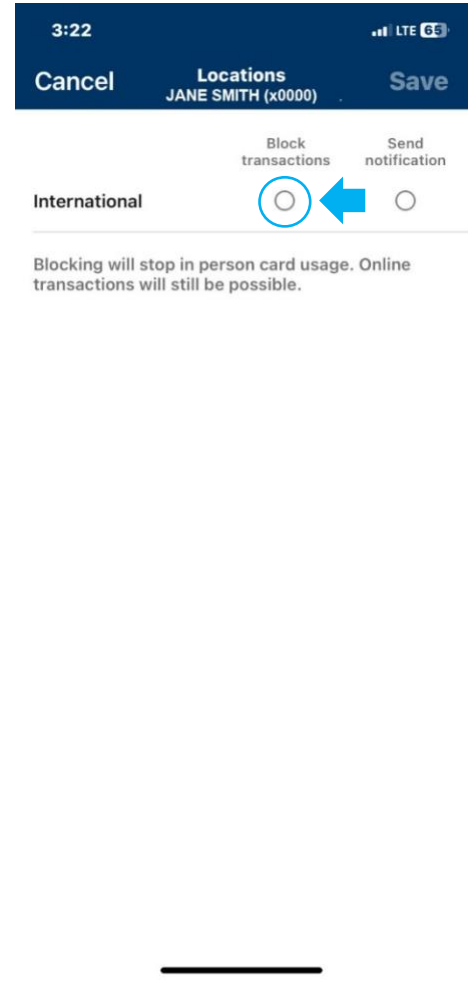 3:22 LTE 65
Cancel Locations Save
JANE SMITH (x0000)
Block Send
transactions notification
International
Blocking will stop in person card usage. Online
transactions will still be possible.